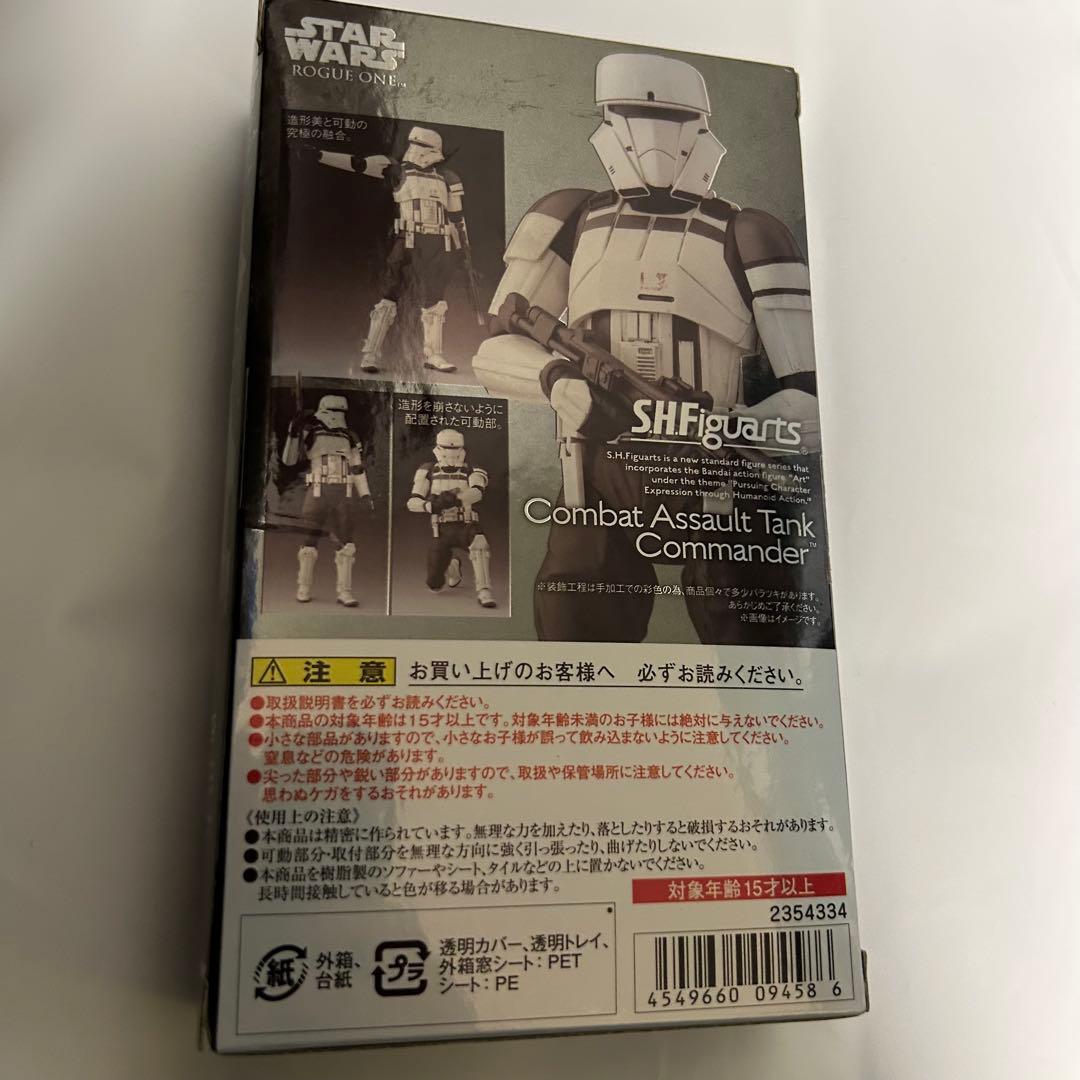 STAR
WARS
ROGUE ONE™
造形美と可動の
究極の融合。
造形を崩さないように
配置された可動部。
S.H.Figuarts®
S.H.Figuarts is a new standard figure series that
incorporates the Bandai action figure "Art"
under the theme "Pursuing Character
Expression through Humanoid Action."
Combat Assault Tank
Commander™
※装飾工程は手加工での彩色の為、商品個々で多少バラツキがあります。
あらかじめご了承ください。
※画像はイメージです。
注意 お買い上げのお客様へ 必ずお読みください。
●取扱説明書を必ずお読みください。
●本商品の対象年齢は15才以上です。対象年齢未満のお子様には絶対に与えないでください。
●小さな部品がありますので、小さなお子様が誤って飲み込まないように注意してください。
窒息などの危険があります。
●尖った部分や鋭い部分がありますので、取扱や保管場所に注意してください。
思わぬケガをするおそれがあります。
《使用上の注意》
●本商品は精密に作られています。無理な力を加えたり、落としたりすると破損するおそれがあります。
●可動部分・取付部分を無理な方向に強く引っ張ったり、曲げたりしないでください。
●本商品を樹脂製のソファーやシート、タイルなどの上に置かないでください。
長時間接触していると色が移る場合があります。
対象年齢15才以上
2354334
紙 外箱、
台紙
プラ 透明カバー、透明トレイ、
外箱窓シート：PET
シート：PE
4549660 09458 6